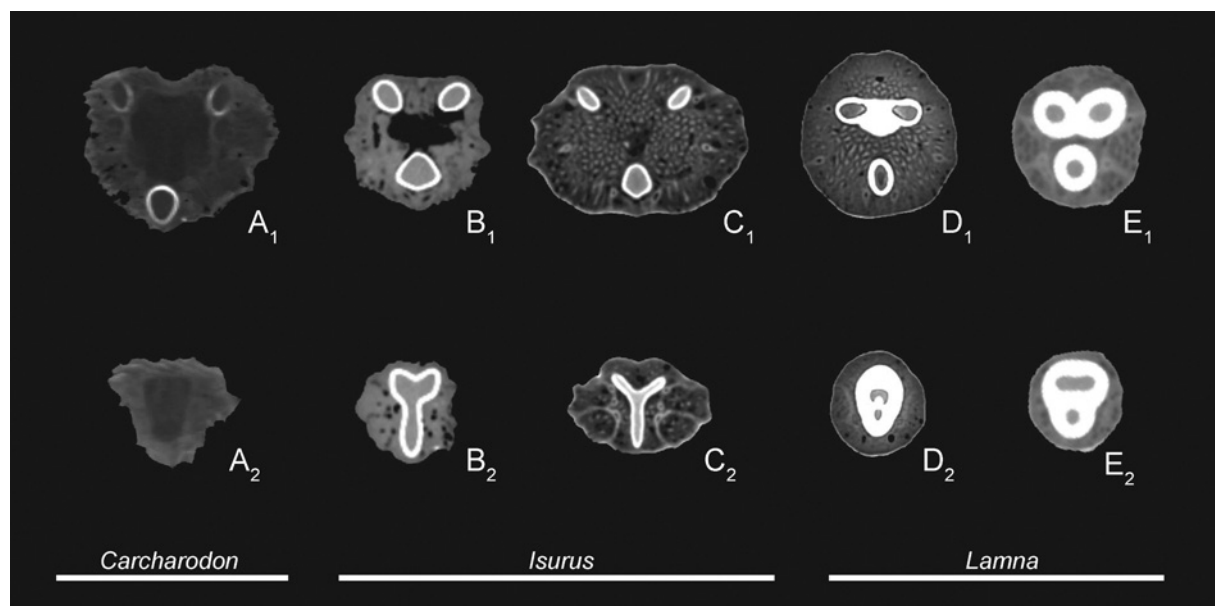 A₁ B₁ C₁ D₁ E₁
A₂ B₂ C₂ D₂ E₂
Carcharodon Isurus Lamna